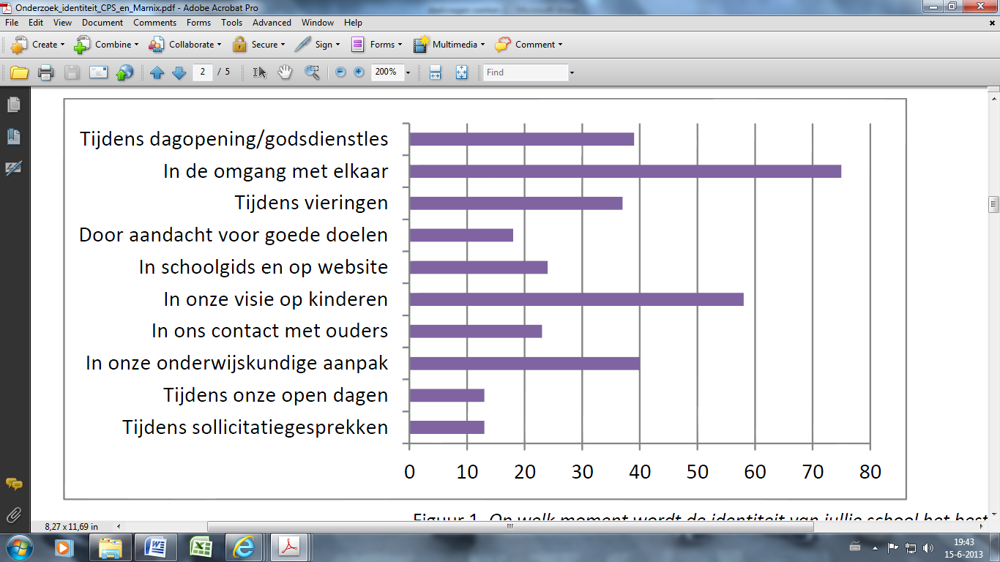 Onderzoek_identiteit_CPS_en_Marnix.pdf - Adobe Acrobat Pro
File Edit View Document Comments Forms Tools Advanced Window Help
Create Combine Collaborate Secure Sign Forms Multimedia Comment
2 / 5 200% Find
Tijdens dagopening/godsdienstles
In de omgang met elkaar
Tijdens vieringen
Door aandacht voor goede doelen
In schoolgids en op website
In onze visie op kinderen
In ons contact met ouders
In onze onderwijskundige aanpak
Tijdens onze open dagen
Tijdens sollicitatiegesprekken
0 10 20 30 40 50 60 70 80
Figuur 1. Op welk moment wordt de identiteit van jullie school het best
8,27 x 11,69 in
19:43
15-6-2013